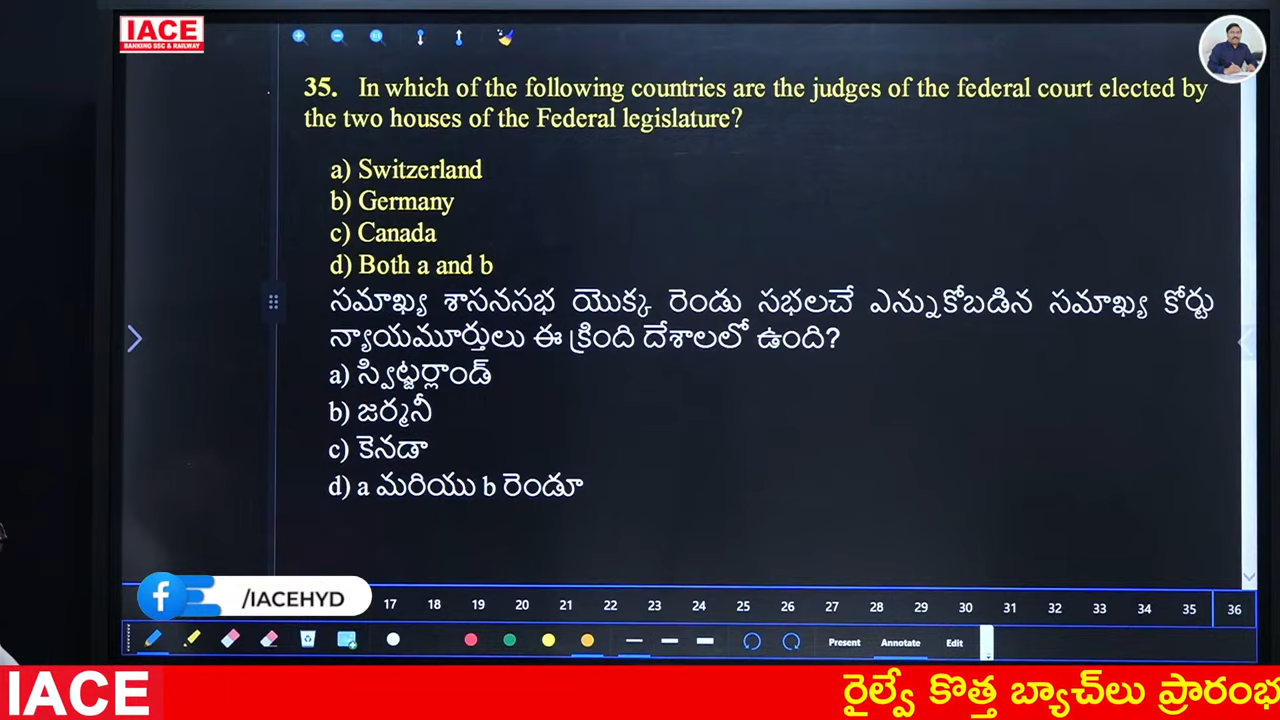 IACE
BANKING SSC & RAILWAY
35. In which of the following countries are the judges of the federal court elected by
the two houses of the Federal legislature?
a) Switzerland
b) Germany
c) Canada
d) Both a and b
సమాఖ్య శాసనసభ యొక్క రెండు సభలచే ఎన్నుకోబడిన సమాఖ్య కోర్టు
న్యాయమూర్తులు ఈ క్రింది దేశాలలో ఉంది?
a) స్విట్జర్లాండ్
b) జర్మనీ
c) కెనడా
d) a మరియు b రెండూ
f /IACEHYD 17 18 19 20 21 22 23 24 25 26 27 28 29 30 31 32 33 34 35 36
Present Annotate Edit
IACE రైల్వే కొత్త బ్యాచ్‌లు ప్రారంభ